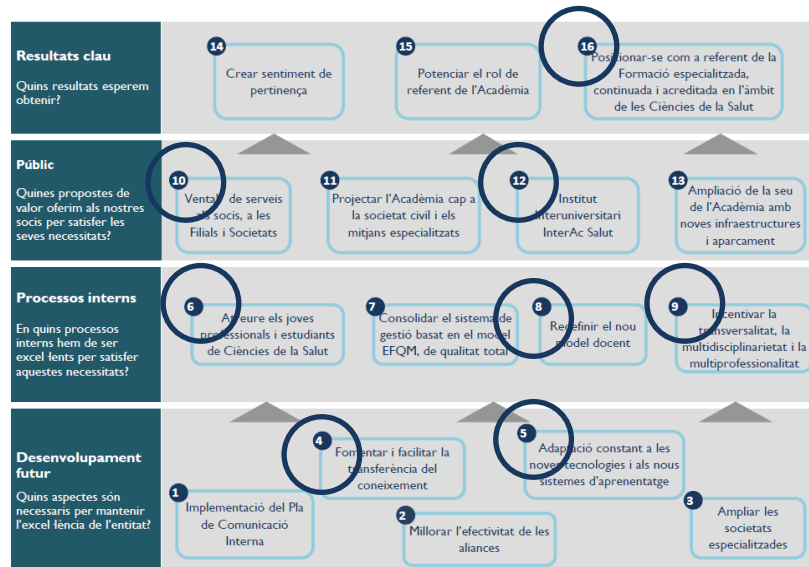 Resultats clau
Quins resultats esperem
obtenir?
14
Crear sentiment de
pertinença
15
Potenciar el rol de
referent de l'Acadèmia
16
Posicionar-se com a referent de la
Formació especialitzada,
continuada i acreditada en l'àmbit
de les Ciències de la Salut
Públic
Quines propostes de
valor oferim als nostres
socis per satisfer les
seves necessitats?
10
de serveis
als socis, a les
Filials i Societats
11
Projectar l'Acadèmia cap a
la societat civil i els
mitjans especialitzats
12
Institut
Interuniversitari
InterAc Salut
13
Ampliació de la seu
de l'Acadèmia amb
noves infraestructures
i aparcament
Processos interns
En quins processos
interns hem de ser
excel·lents per satisfer
aquestes necessitats?
6
Atreure els joves
professionals i estudiants
de Ciències de la Salut
7
Consolidar el sistema de
gestió basat en el model
EFQM, de qualitat total
8
Redefinir el nou
model docent
9
Incentivar la
transversalitat, la
multidisciplinarietat i la
multiprofessionalitat
Desenvolupament
futur
Quins aspectes són
necessaris per mantenir
l'excel·lència de l'entitat?
1
Implementació del Pla
de Comunicació
Interna
4
Fomentar i facilitar la
transferència del
coneixement
2
Millorar l'efectivitat de les
aliances
5
Adaptació constant a les
noves tecnologies i als nous
sistemes d'aprenentatge
3
Ampliar les
societats
especialitzades